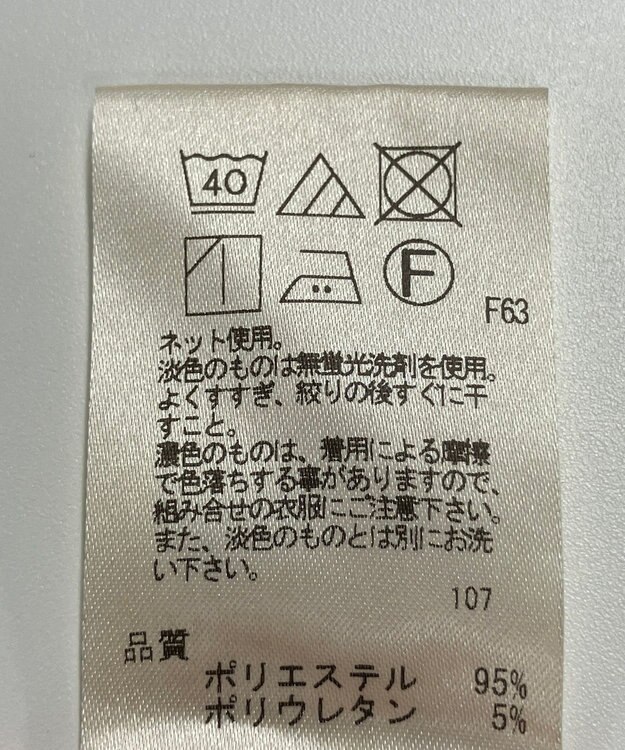 40
F
F63
ネット使用。
淡色のものは無蛍光洗剤を使用。
よくすすぎ、絞りの後すぐに干
すこと。
濃色のものは、着用による摩擦
で色落ちする事がありますので、
組み合せの衣服にご注意下さい。
また、淡色のものとは別にお洗
い下さい。
107
品質
ポリエステル 95%
ポリウレタン 5%